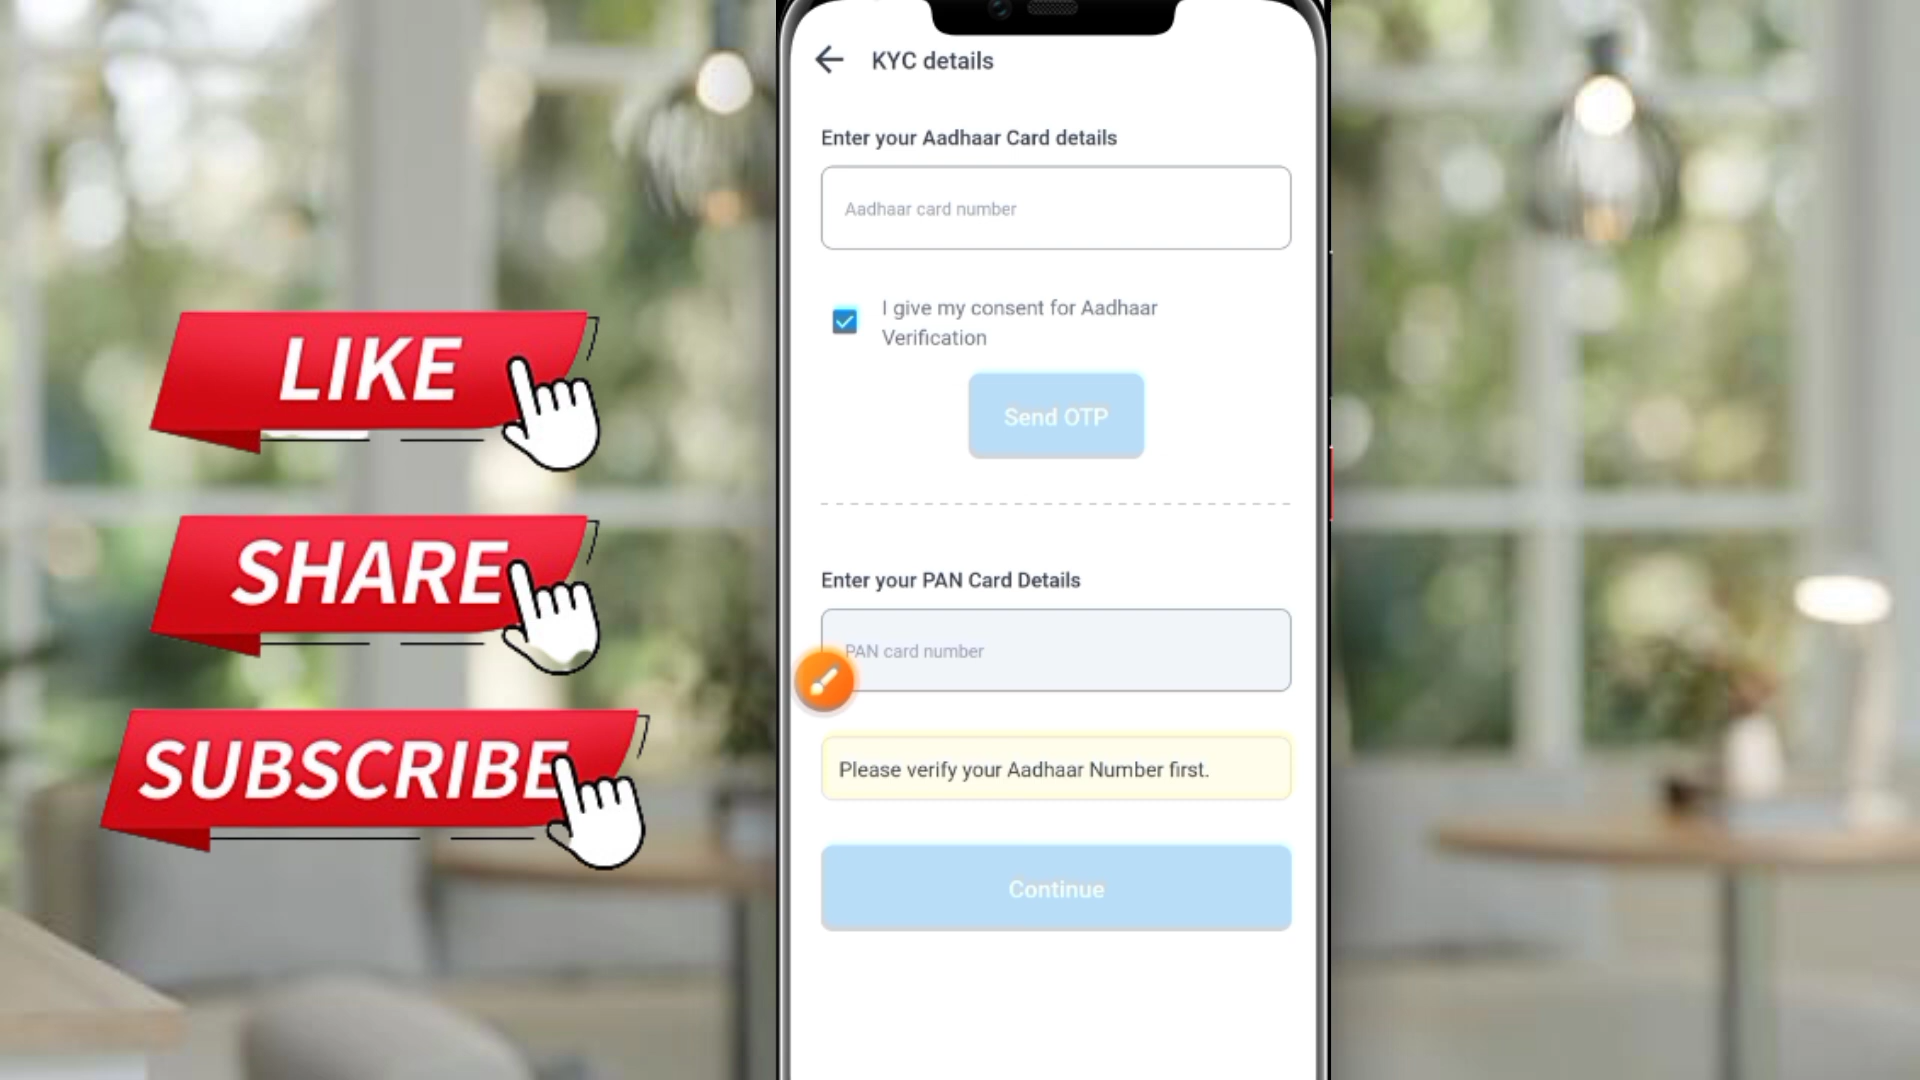 LIKE
SHARE
SUBSCRIBE
KYC details
Enter your Aadhaar Card details
Aadhaar card number
I give my consent for Aadhaar
Verification
Send OTP
Enter your PAN Card Details
PAN card number
Please verify your Aadhaar Number first.
Continue